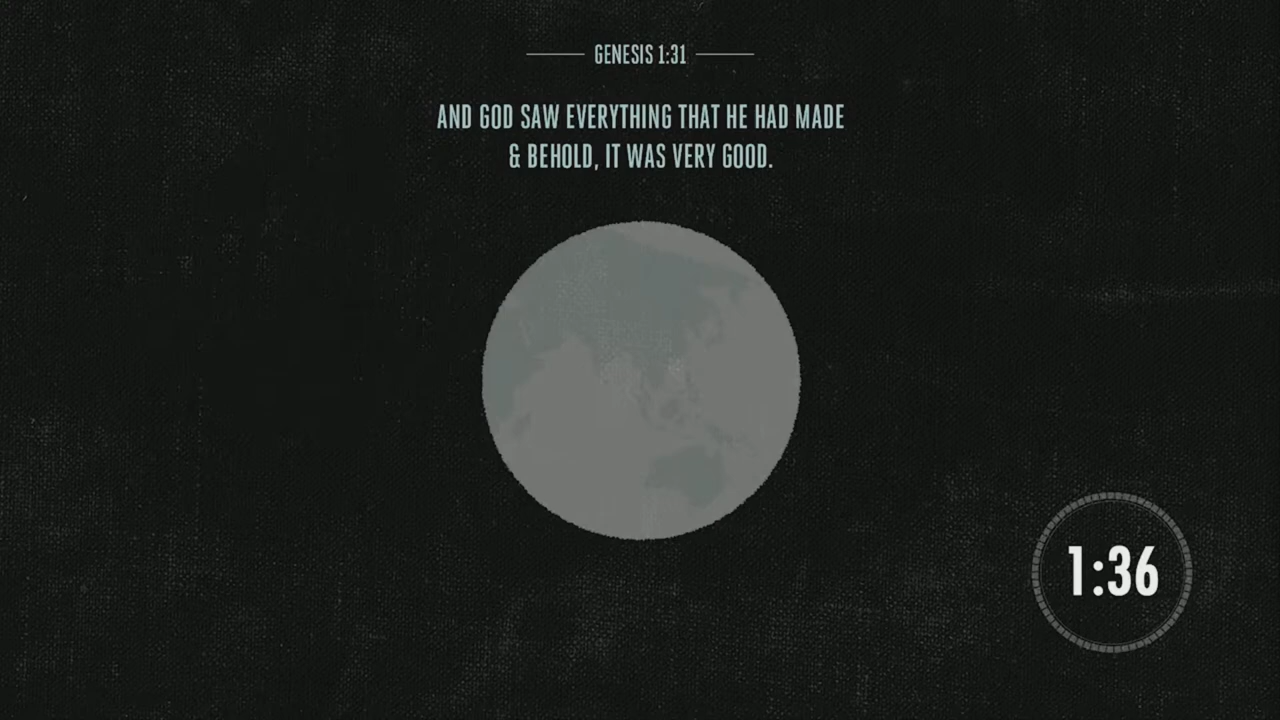 GENESIS 1:31
AND GOD SAW EVERYTHING THAT HE HAD MADE
& BEHOLD, IT WAS VERY GOOD.
1:36